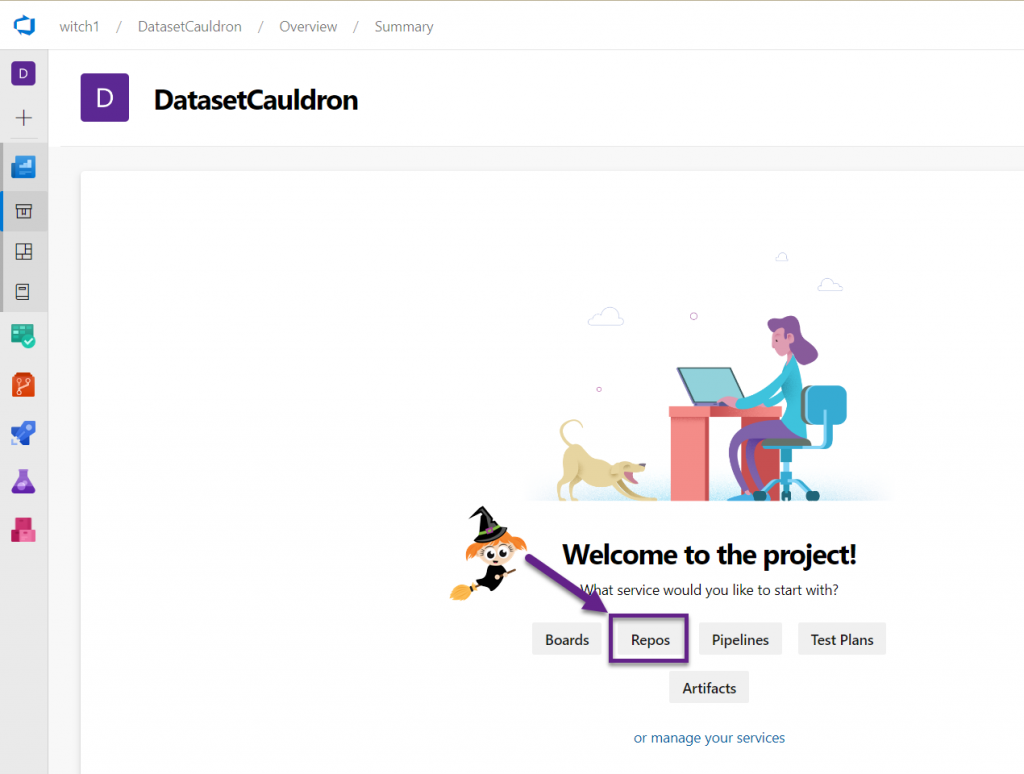 witch1 / DatasetCauldron / Overview / Summary
D
D DatasetCauldron
Welcome to the project!
What service would you like to start with?
Boards Repos Pipelines Test Plans
Artifacts
or manage your services